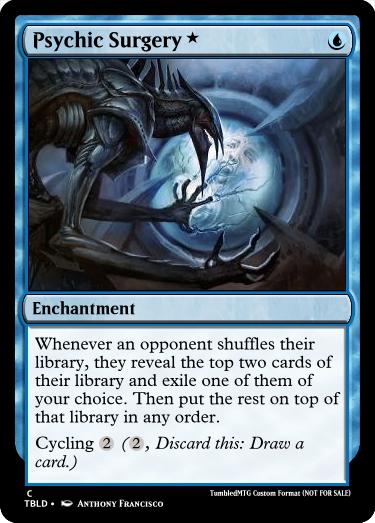 Psychic Surgery ★
Enchantment
Whenever an opponent shuffles their
library, they reveal the top two cards of
their library and exile one of them of
your choice. Then put the rest on top of
that library in any order.
Cycling 2 (2, Discard this: Draw a
card.)
C
TBLD • Anthony Francisco
TumbledMTG Custom Format (NOT FOR SALE)